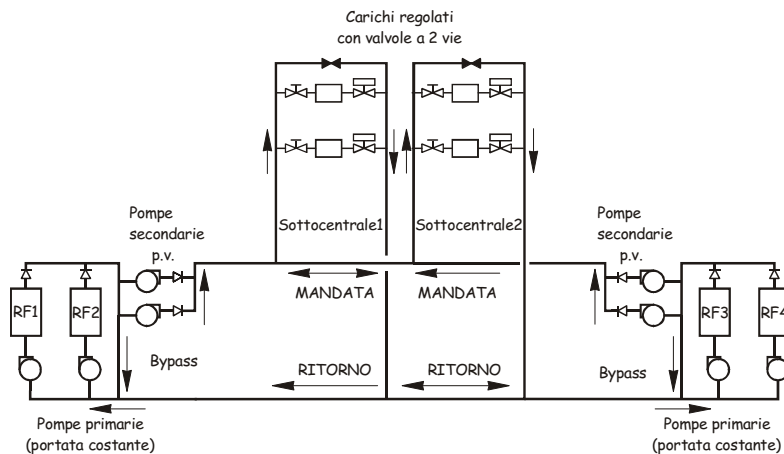 Carichi regolati
con valvole a 2 vie
Pompe
secondarie
p.v.
Sottocentrale1
Sottocentrale2
Pompe
secondarie
p.v.
MANDATA
MANDATA
RF1
RF2
RF3
RF4
Bypass
RITORNO
RITORNO
Bypass
Pompe primarie
(portata costante)
Pompe primarie
(portata costante)